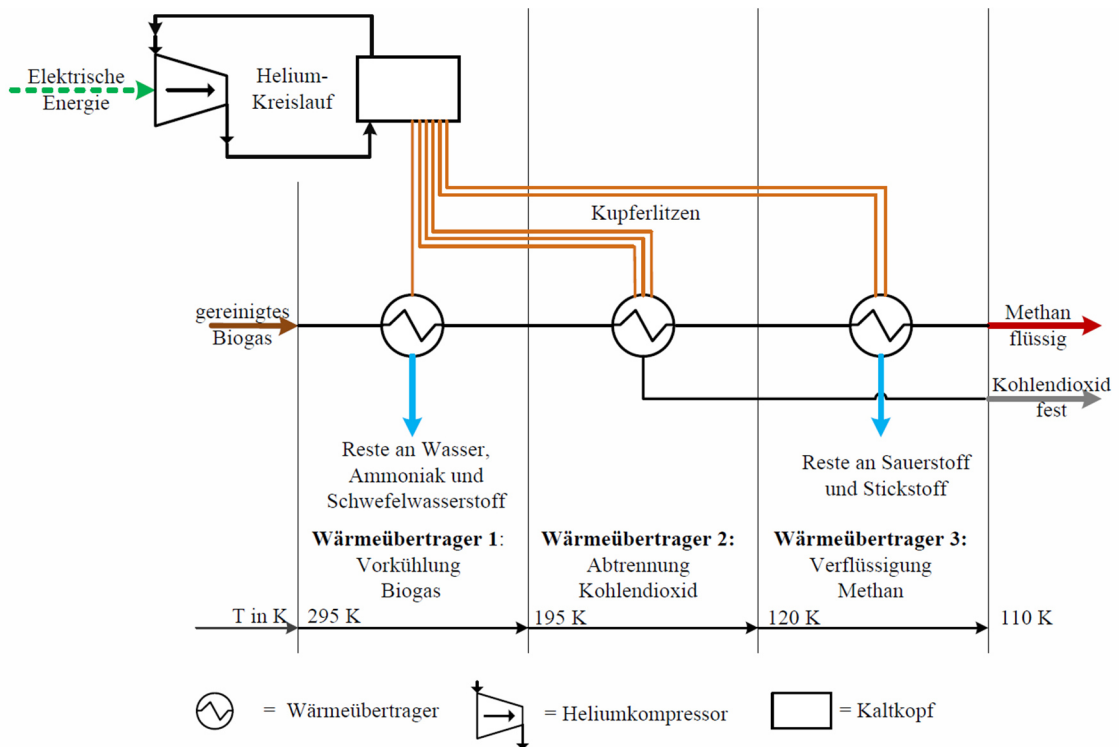 Elektrische
Energie
Helium-
Kreislauf
Kupferlitzen
gereinigtes
Biogas
Methan
flüssig
Kohlendioxid
fest
Reste an Wasser,
Ammoniak und
Schwefelwasserstoff
Reste an Sauerstoff
und Stickstoff
Wärmeübertrager 1:
Vorkühlung
Biogas
Wärmeübertrager 2:
Abtrennung
Kohlendioxid
Wärmeübertrager 3:
Verflüssigung
Methan
T in K
295 K
195 K
120 K
110 K
= Wärmeübertrager
= Heliumkompressor
= Kaltkopf